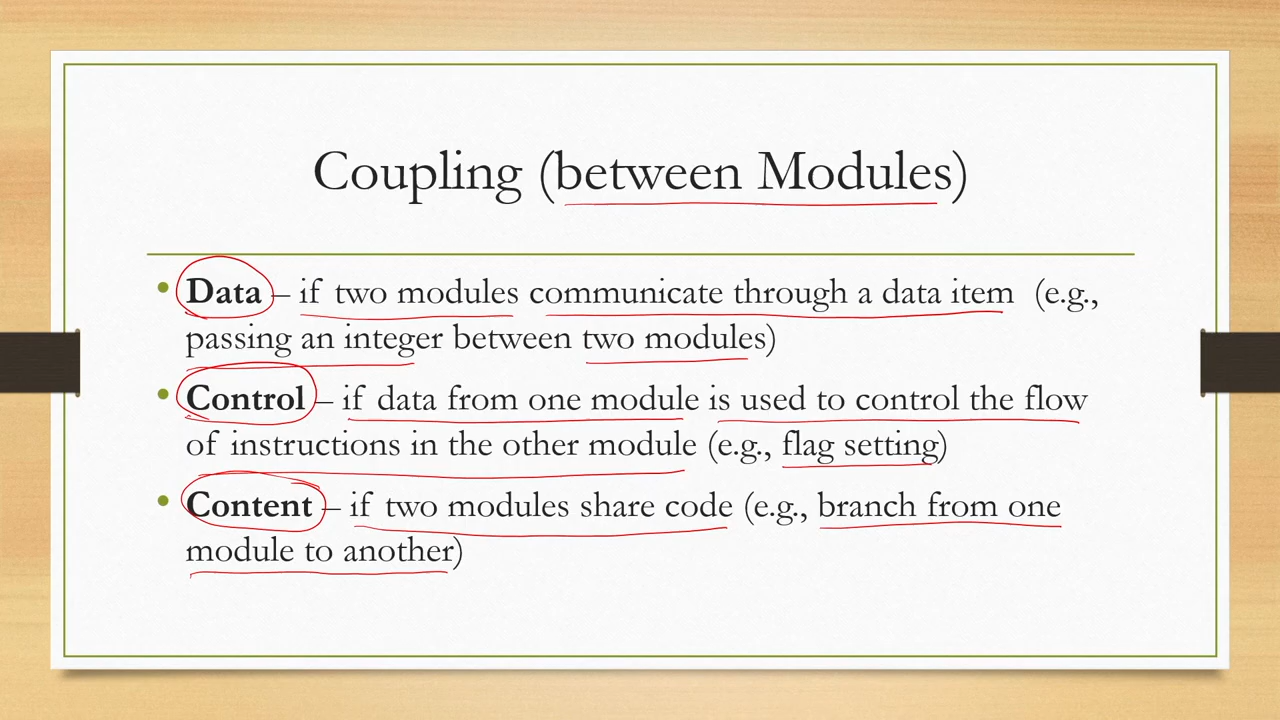 Coupling (between Modules)
• Data – if two modules communicate through a data item (e.g.,
passing an integer between two modules)
• Control – if data from one module is used to control the flow
of instructions in the other module (e.g., flag setting)
• Content – if two modules share code (e.g., branch from one
module to another)